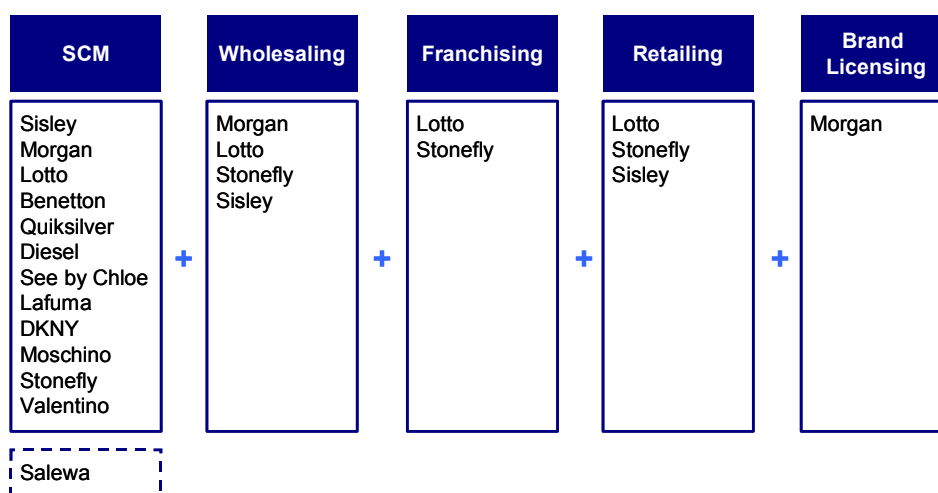 SCM
Wholesaling
Franchising
Retailing
Brand
Licensing
Sisley
Morgan
Lotto
Benetton
Quiksilver
Diesel
See by Chloe
Lafuma
DKNY
Moschino
Stonefly
Valentino
+
Morgan
Lotto
Stonefly
Sisley
+
Lotto
Stonefly
+
Lotto
Stonefly
Sisley
+
Morgan
Salewa